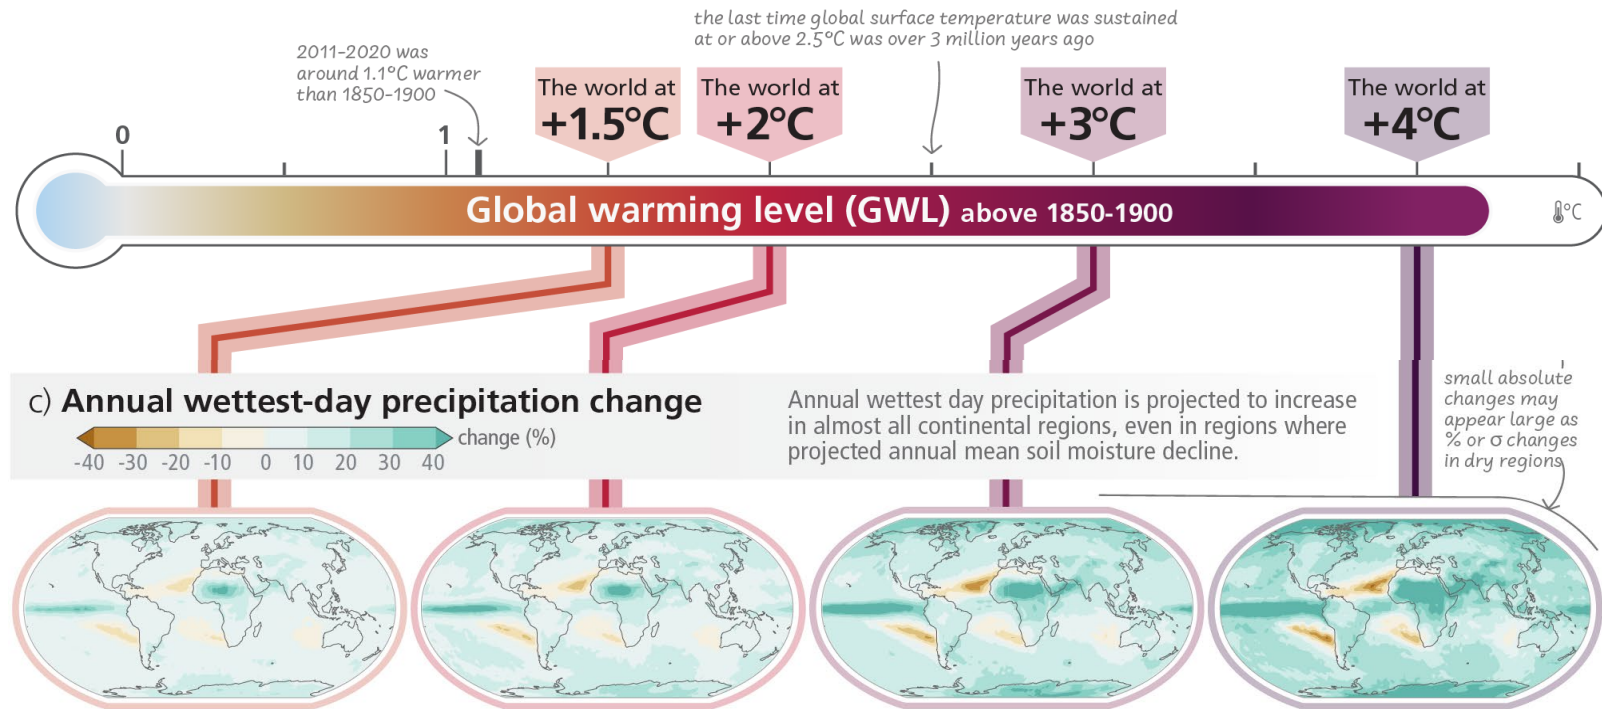 the last time global surface temperature was sustained
at or above 2.5°C was over 3 million years ago
2011-2020 was
around 1.1°C warmer
than 1850-1900
The world at
+1.5°C
The world at
+2°C
The world at
+3°C
The world at
+4°C
0
1
Global warming level (GWL) above 1850-1900
°C
small absolute
changes may
appear large as
% or σ changes
in dry regions
c) Annual wettest-day precipitation change
change (%)
-40 -30 -20 -10 0 10 20 30 40
Annual wettest day precipitation is projected to increase
in almost all continental regions, even in regions where
projected annual mean soil moisture decline.